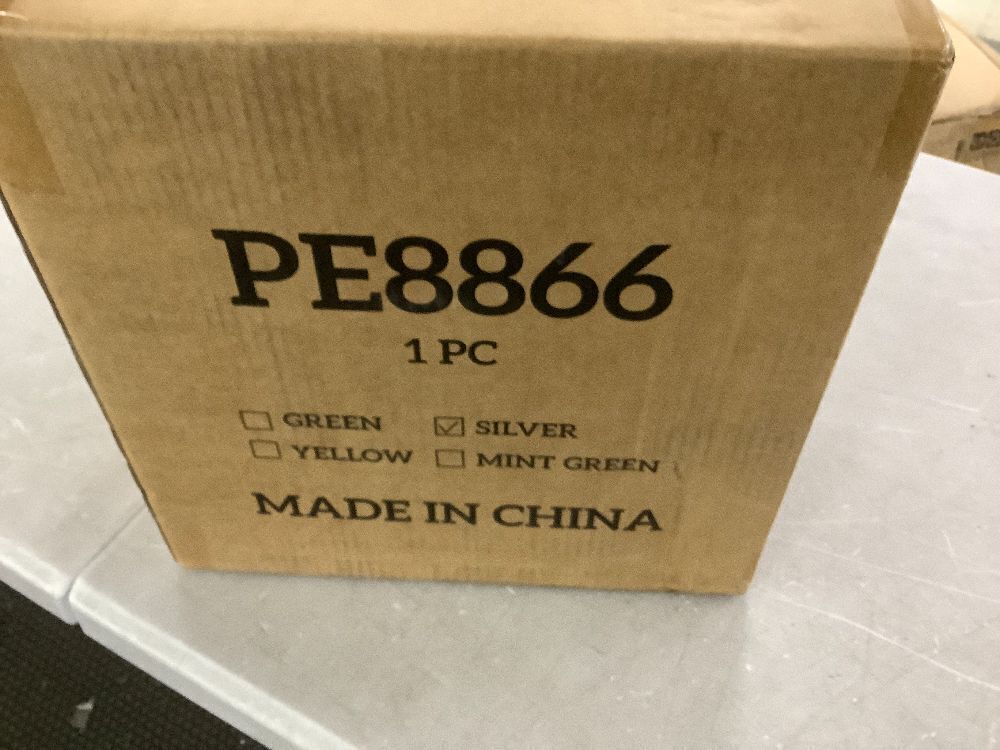 PE8866
1 PC
GREEN SILVER
YELLOW MINT GREEN
MADE IN CHINA